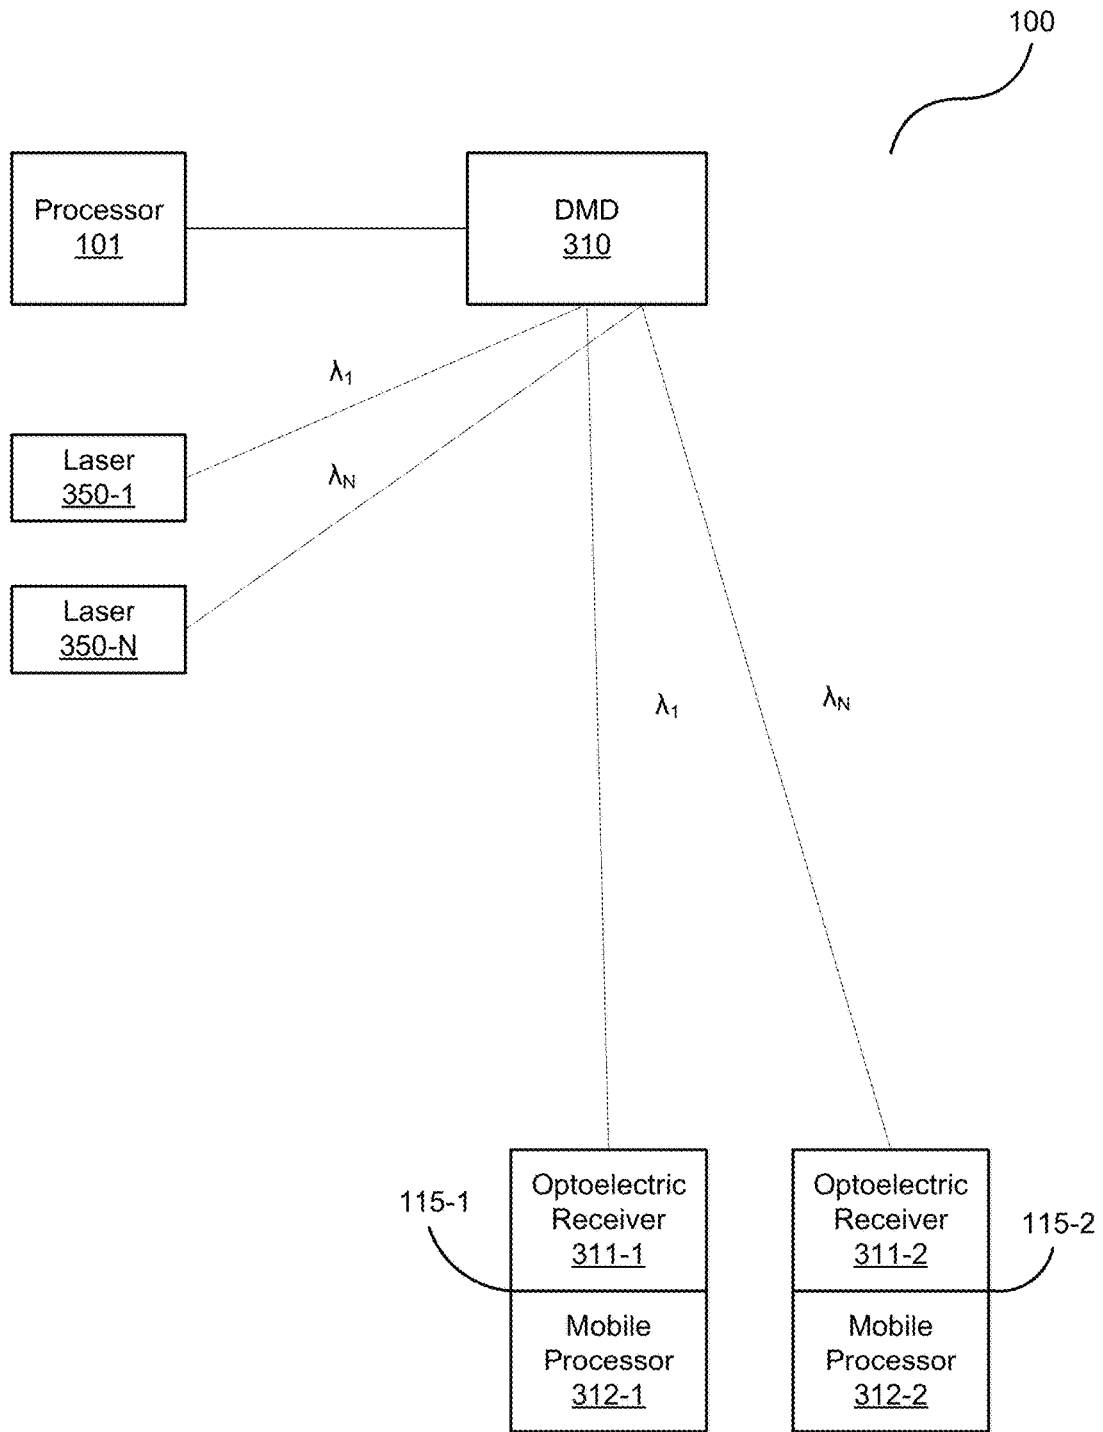 100
Processor
101
DMD
310
λ1
Laser
350-1
λN
Laser
350-N
λ1
λN
115-1
Optoelectric
Receiver
311-1
Mobile
Processor
312-1
Optoelectric
Receiver
311-2
Mobile
Processor
312-2
115-2